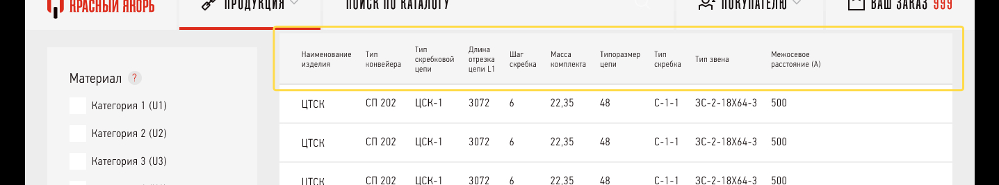 КРАСНЫЙ ЯКОРЬ
ПРОДУКЦИЯ
ПОИСК ПО КАТАЛОГУ
ПОКУПАТЕЛЮ
ВАШ ЗАКАЗ 999
Материал ?
Категория 1 (U1)
Категория 2 (U2)
Категория 3 (U3)
Наименование изделия
Тип конвейера
Тип скребковой цепи
Длина отрезка цепи L1
Шаг скребка
Масса комплекта
Типоразмер цепи
Тип скребка
Тип звена
Межосевое расстояние (А)
ЦТСК СП 202 ЦСК-1 3072 6 22,35 48 С-1-1 ЗС-2-18Х64-3 500
ЦТСК СП 202 ЦСК-1 3072 6 22,35 48 С-1-1 ЗС-2-18Х64-3 500
ЦТСК СП 202 ЦСК-1 3072 6 22,35 48 С-1-1 ЗС-2-18Х64-3 500